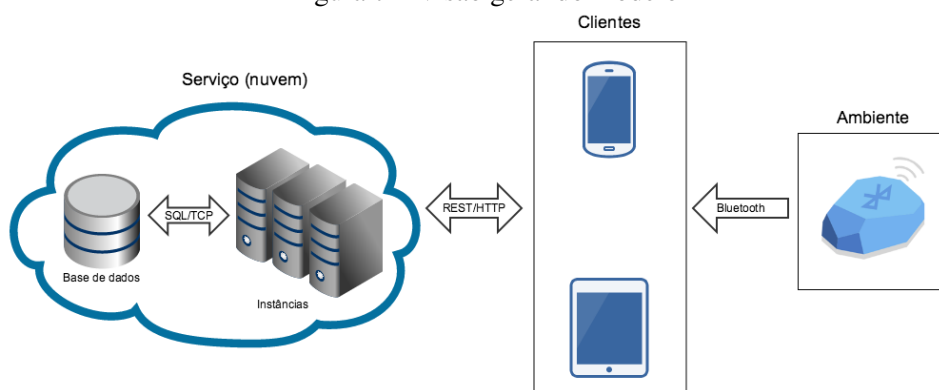 Clientes
Serviço (nuvem)
Ambiente
SQL/TCP
REST/HTTP
Bluetooth
Base de dados
Instâncias